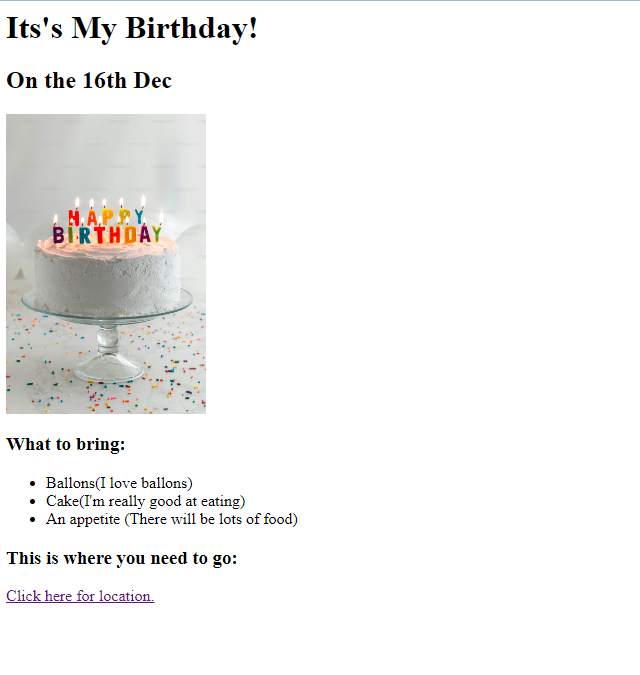 Its's My Birthday!
On the 16th Dec
HAPPY
BIRTHDAY
What to bring:
Ballons(I love ballons)
Cake(I'm really good at eating)
An appetite (There will be lots of food)
This is where you need to go:
Click here for location.